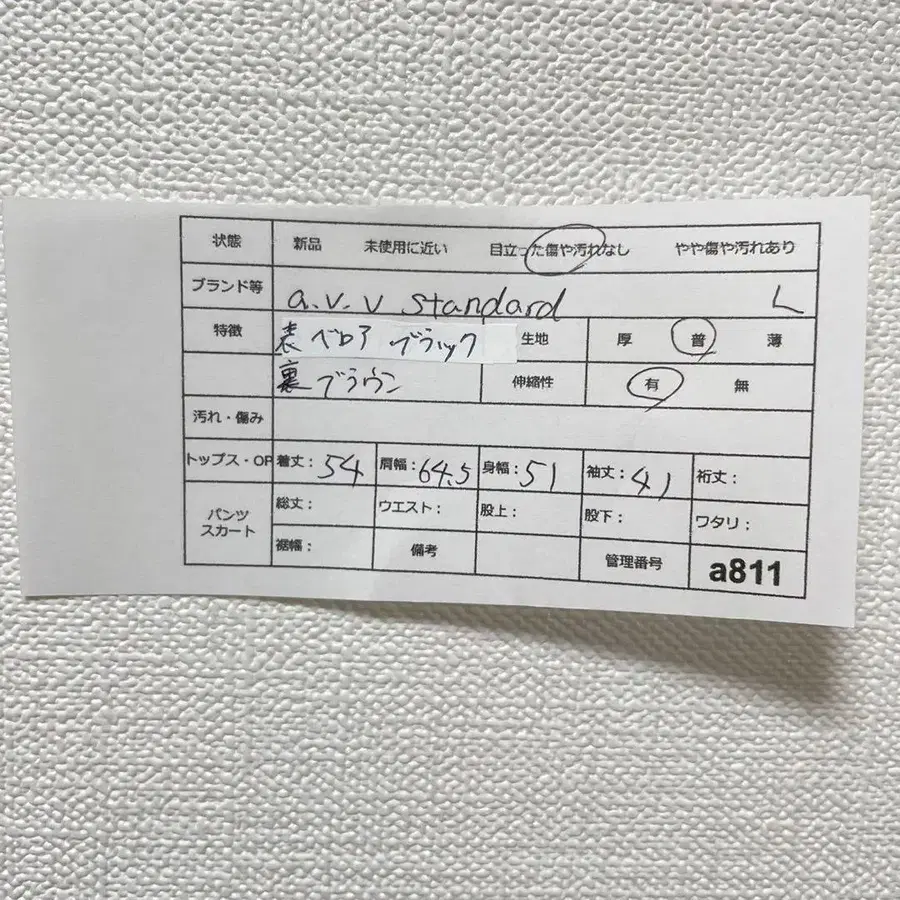 状態 新品 未使用に近い 目立った傷や汚れなし やや傷や汚れあり
ブランド等 a.v.v standard L
特徴 表ベロア ブラック 生地 厚 普 薄
裏ブラウン 伸縮性 有 無
汚れ・傷み
トップス・OP 着丈: 54 肩幅: 64.5 身幅: 51 袖丈: 41 裄丈:
パンツ スカート 総丈: ウエスト: 股上: 股下: ワタリ:
裾幅: 備考 管理番号 a811